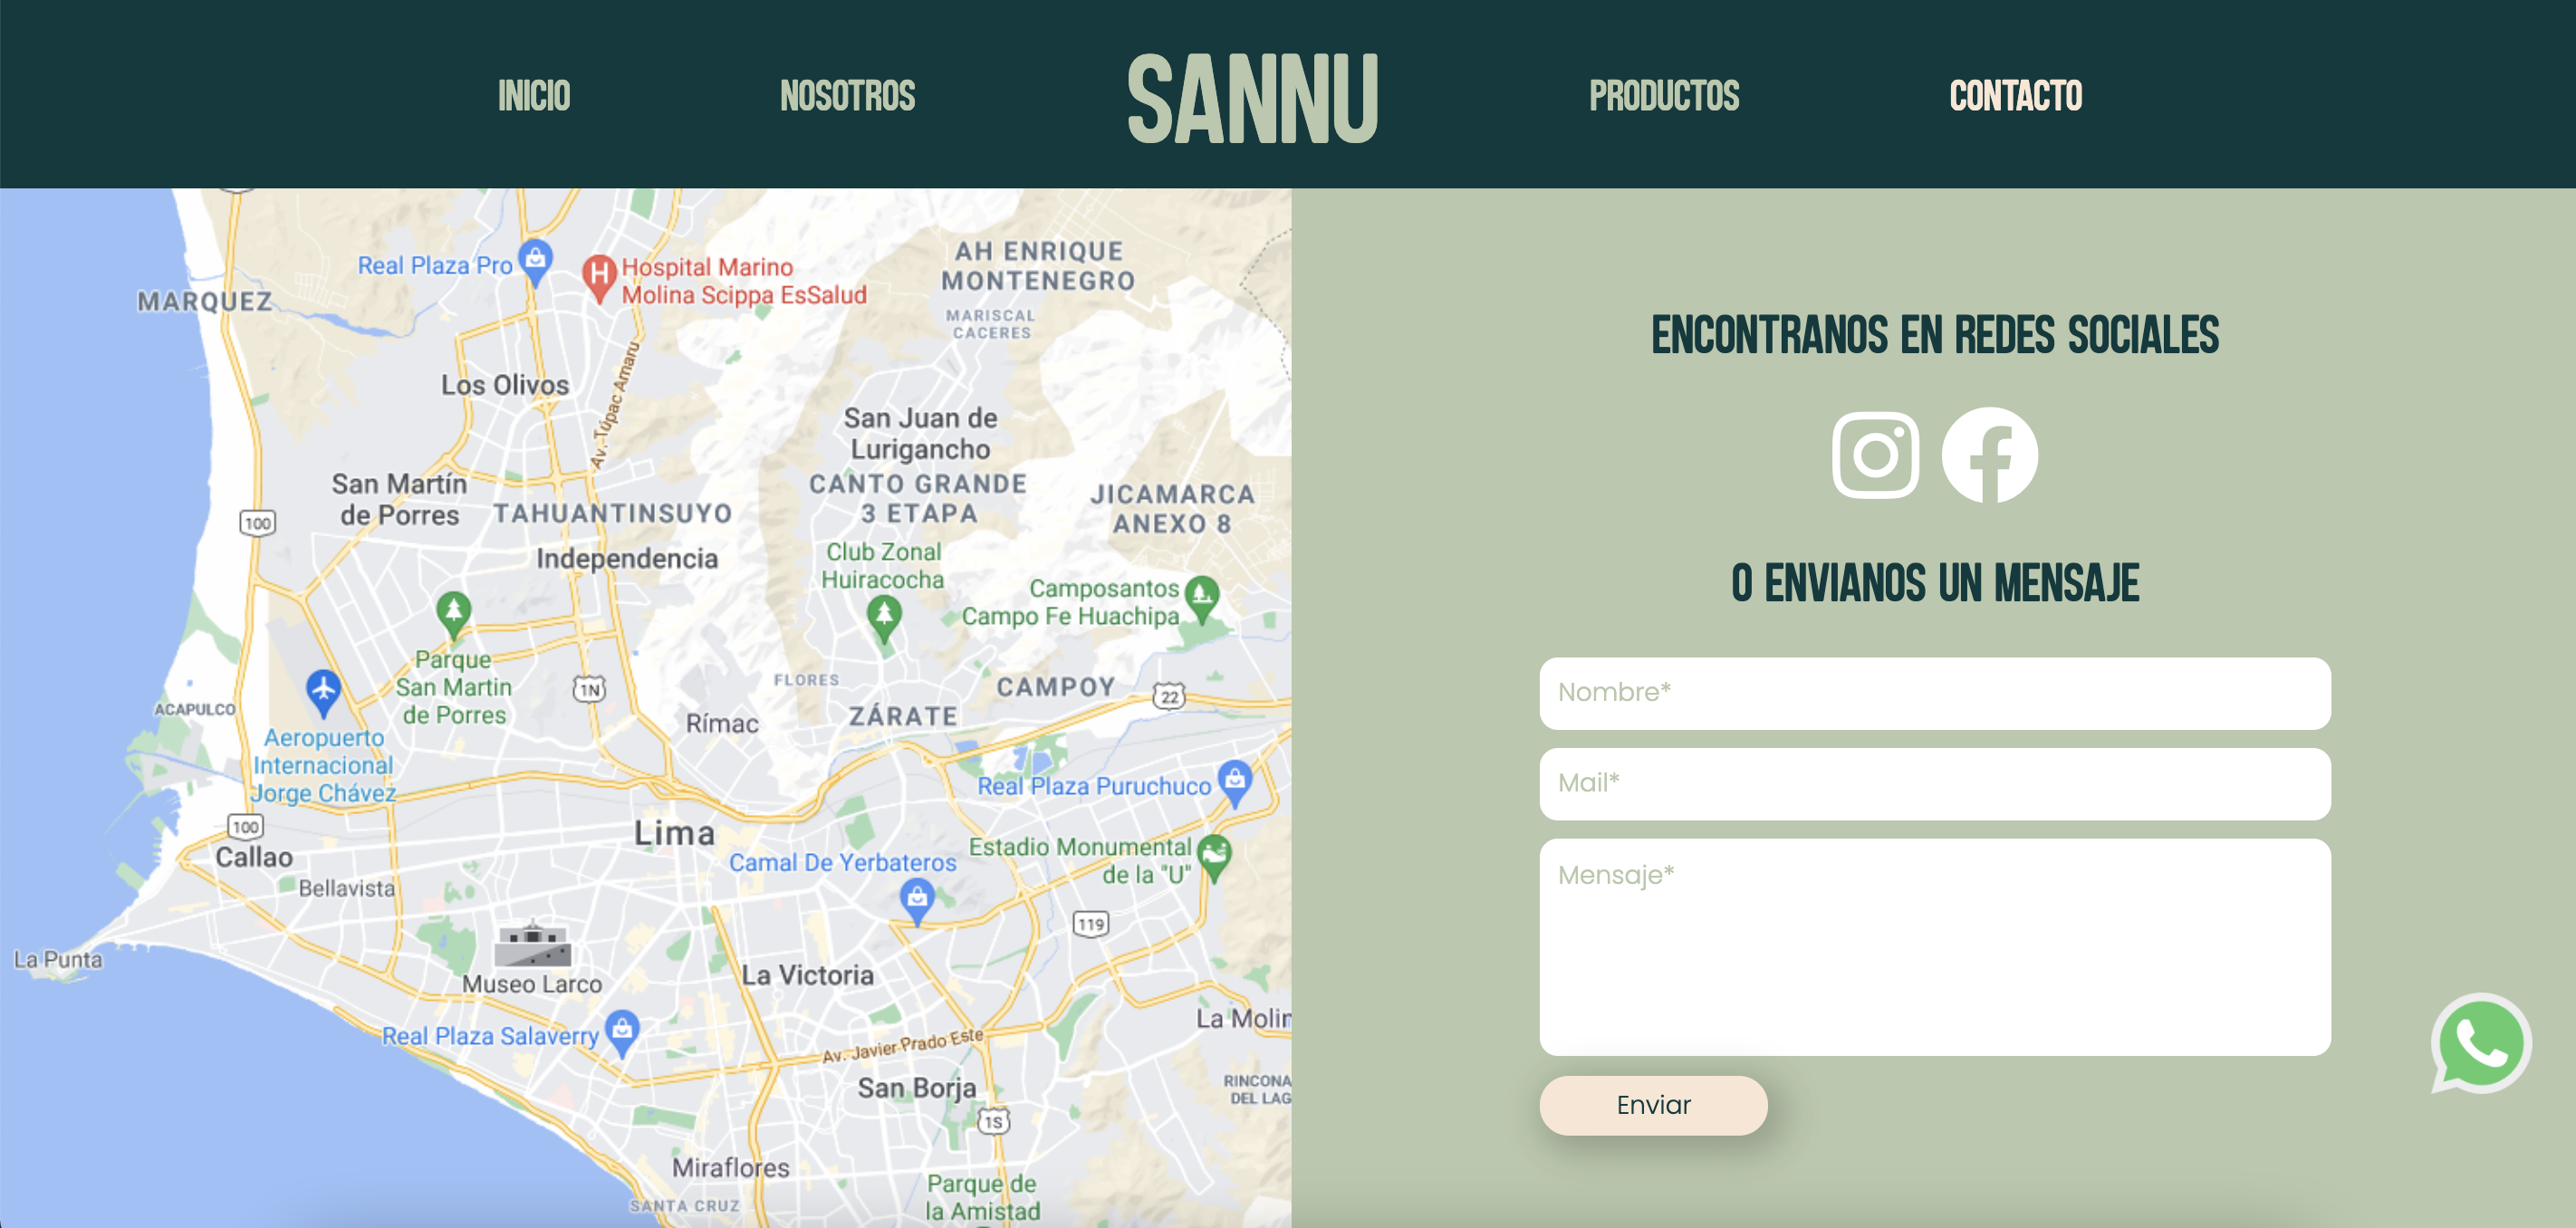 INICIO
NOSOTROS
SANNU
PRODUCTOS
CONTACTO
Real Plaza Pro
Hospital Marino
Molina Scippa EsSalud
AH ENRIQUE
MONTENEGRO
MARQUEZ
MARISCAL
CACERES
Av. Túpac Amaru
Los Olivos
San Juan de
Lurigancho
CANTO GRANDE
3 ETAPA
JICAMARCA
ANEXO 8
San Martín
de Porres
TAHUANTINSUYO
100
Independencia
Club Zonal
Huiracocha
Camposantos
Campo Fe Huachipa
Parque
San Martin
de Porres
FLORES
CAMPOY
22
1N
ACAPULCO
Rímac
ZÁRATE
Aeropuerto
Internacional
Jorge Chávez
Real Plaza Puruchuco
100
Lima
Callao
Camal De Yerbateros
Estadio Monumental
de la "U"
Bellavista
119
La Punta
Museo Larco
La Victoria
La Molin
Real Plaza Salaverry
Av. Javier Prado Este
San Borja
RINCONA
DEL LAG
1S
Miraflores
Parque de
la Amistad
SANTA CRUZ
ENCONTRANOS EN REDES SOCIALES
O ENVIANOS UN MENSAJE
Nombre*
Mail*
Mensaje*
Enviar